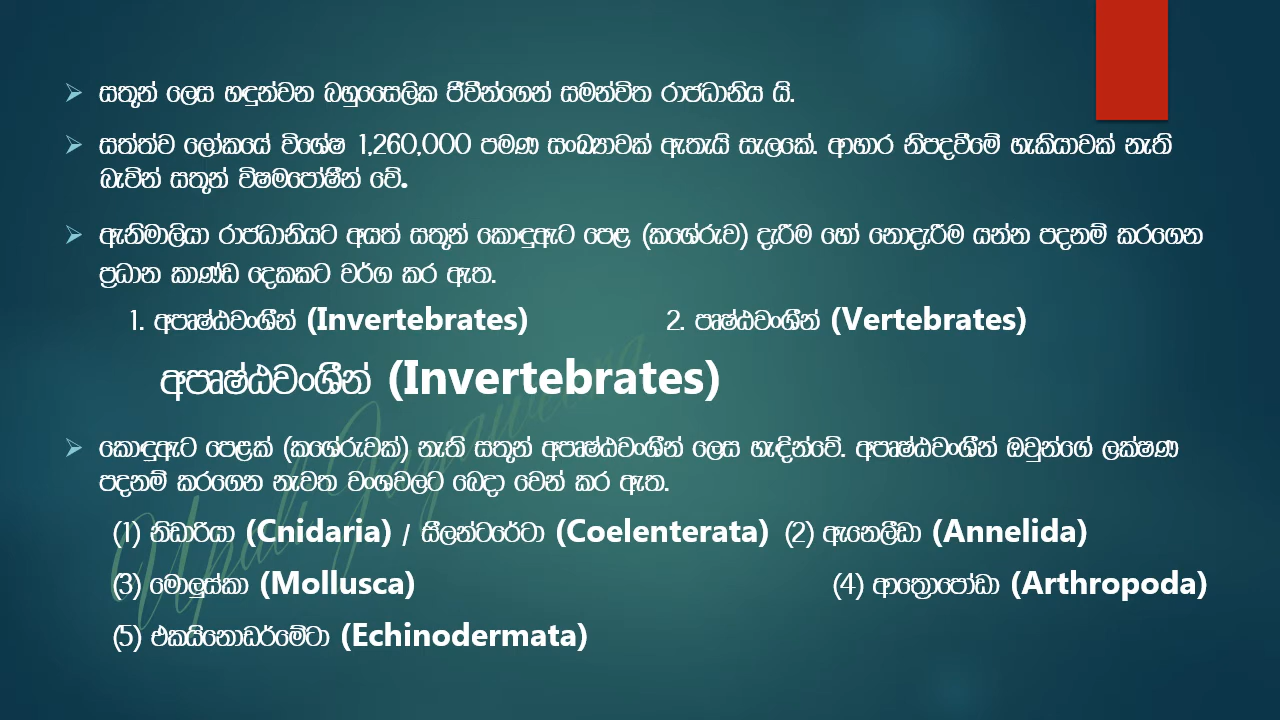 සතුන් ලෙස හඳුන්වන බහුසෛලික ජීවීන්ගෙන් සමන්විත රාජධානිය යි.
සත්ත්ව ලෝකයේ විශේෂ 1,260,000 පමණ සංඛ්‍යාවක් ඇතැයි සැලකේ. ආහාර නිපදවීමේ හැකියාවක් නැති
බැවින් සතුන් විෂමපෝෂීන් වේ.
ඇනිමාලියා රාජධානියට අයත් සතුන් කොඳුඇට පෙළ (කශේරුව) දැරීම හෝ නොදැරීම යන්න පදනම් කරගෙන
ප්‍රධාන කාණ්ඩ දෙකකට වර්ග කර ඇත.
1. අපෘෂ්ඨවංශීන් (Invertebrates) 2. පෘෂ්ඨවංශීන් (Vertebrates)
අපෘෂ්ඨවංශීන් (Invertebrates)
කොඳුඇට පෙළක් (කශේරුවක්) නැති සතුන් අපෘෂ්ඨවංශීන් ලෙස හැඳින්වේ. අපෘෂ්ඨවංශීන් ඔවුන්ගේ ලක්ෂණ
පදනම් කරගෙන නැවත වංශවලට බෙදා වෙන් කර ඇත.
(1) නිඩාරියා (Cnidaria) / සීලන්ටරේටා (Coelenterata) (2) ඇනෙලීඩා (Annelida)
(3) මොලුස්කා (Mollusca) (4) ආත්‍රොපෝඩා (Arthropoda)
(5) එකයිනොඩර්මේටා (Echinodermata)
Upuli Jayaweera